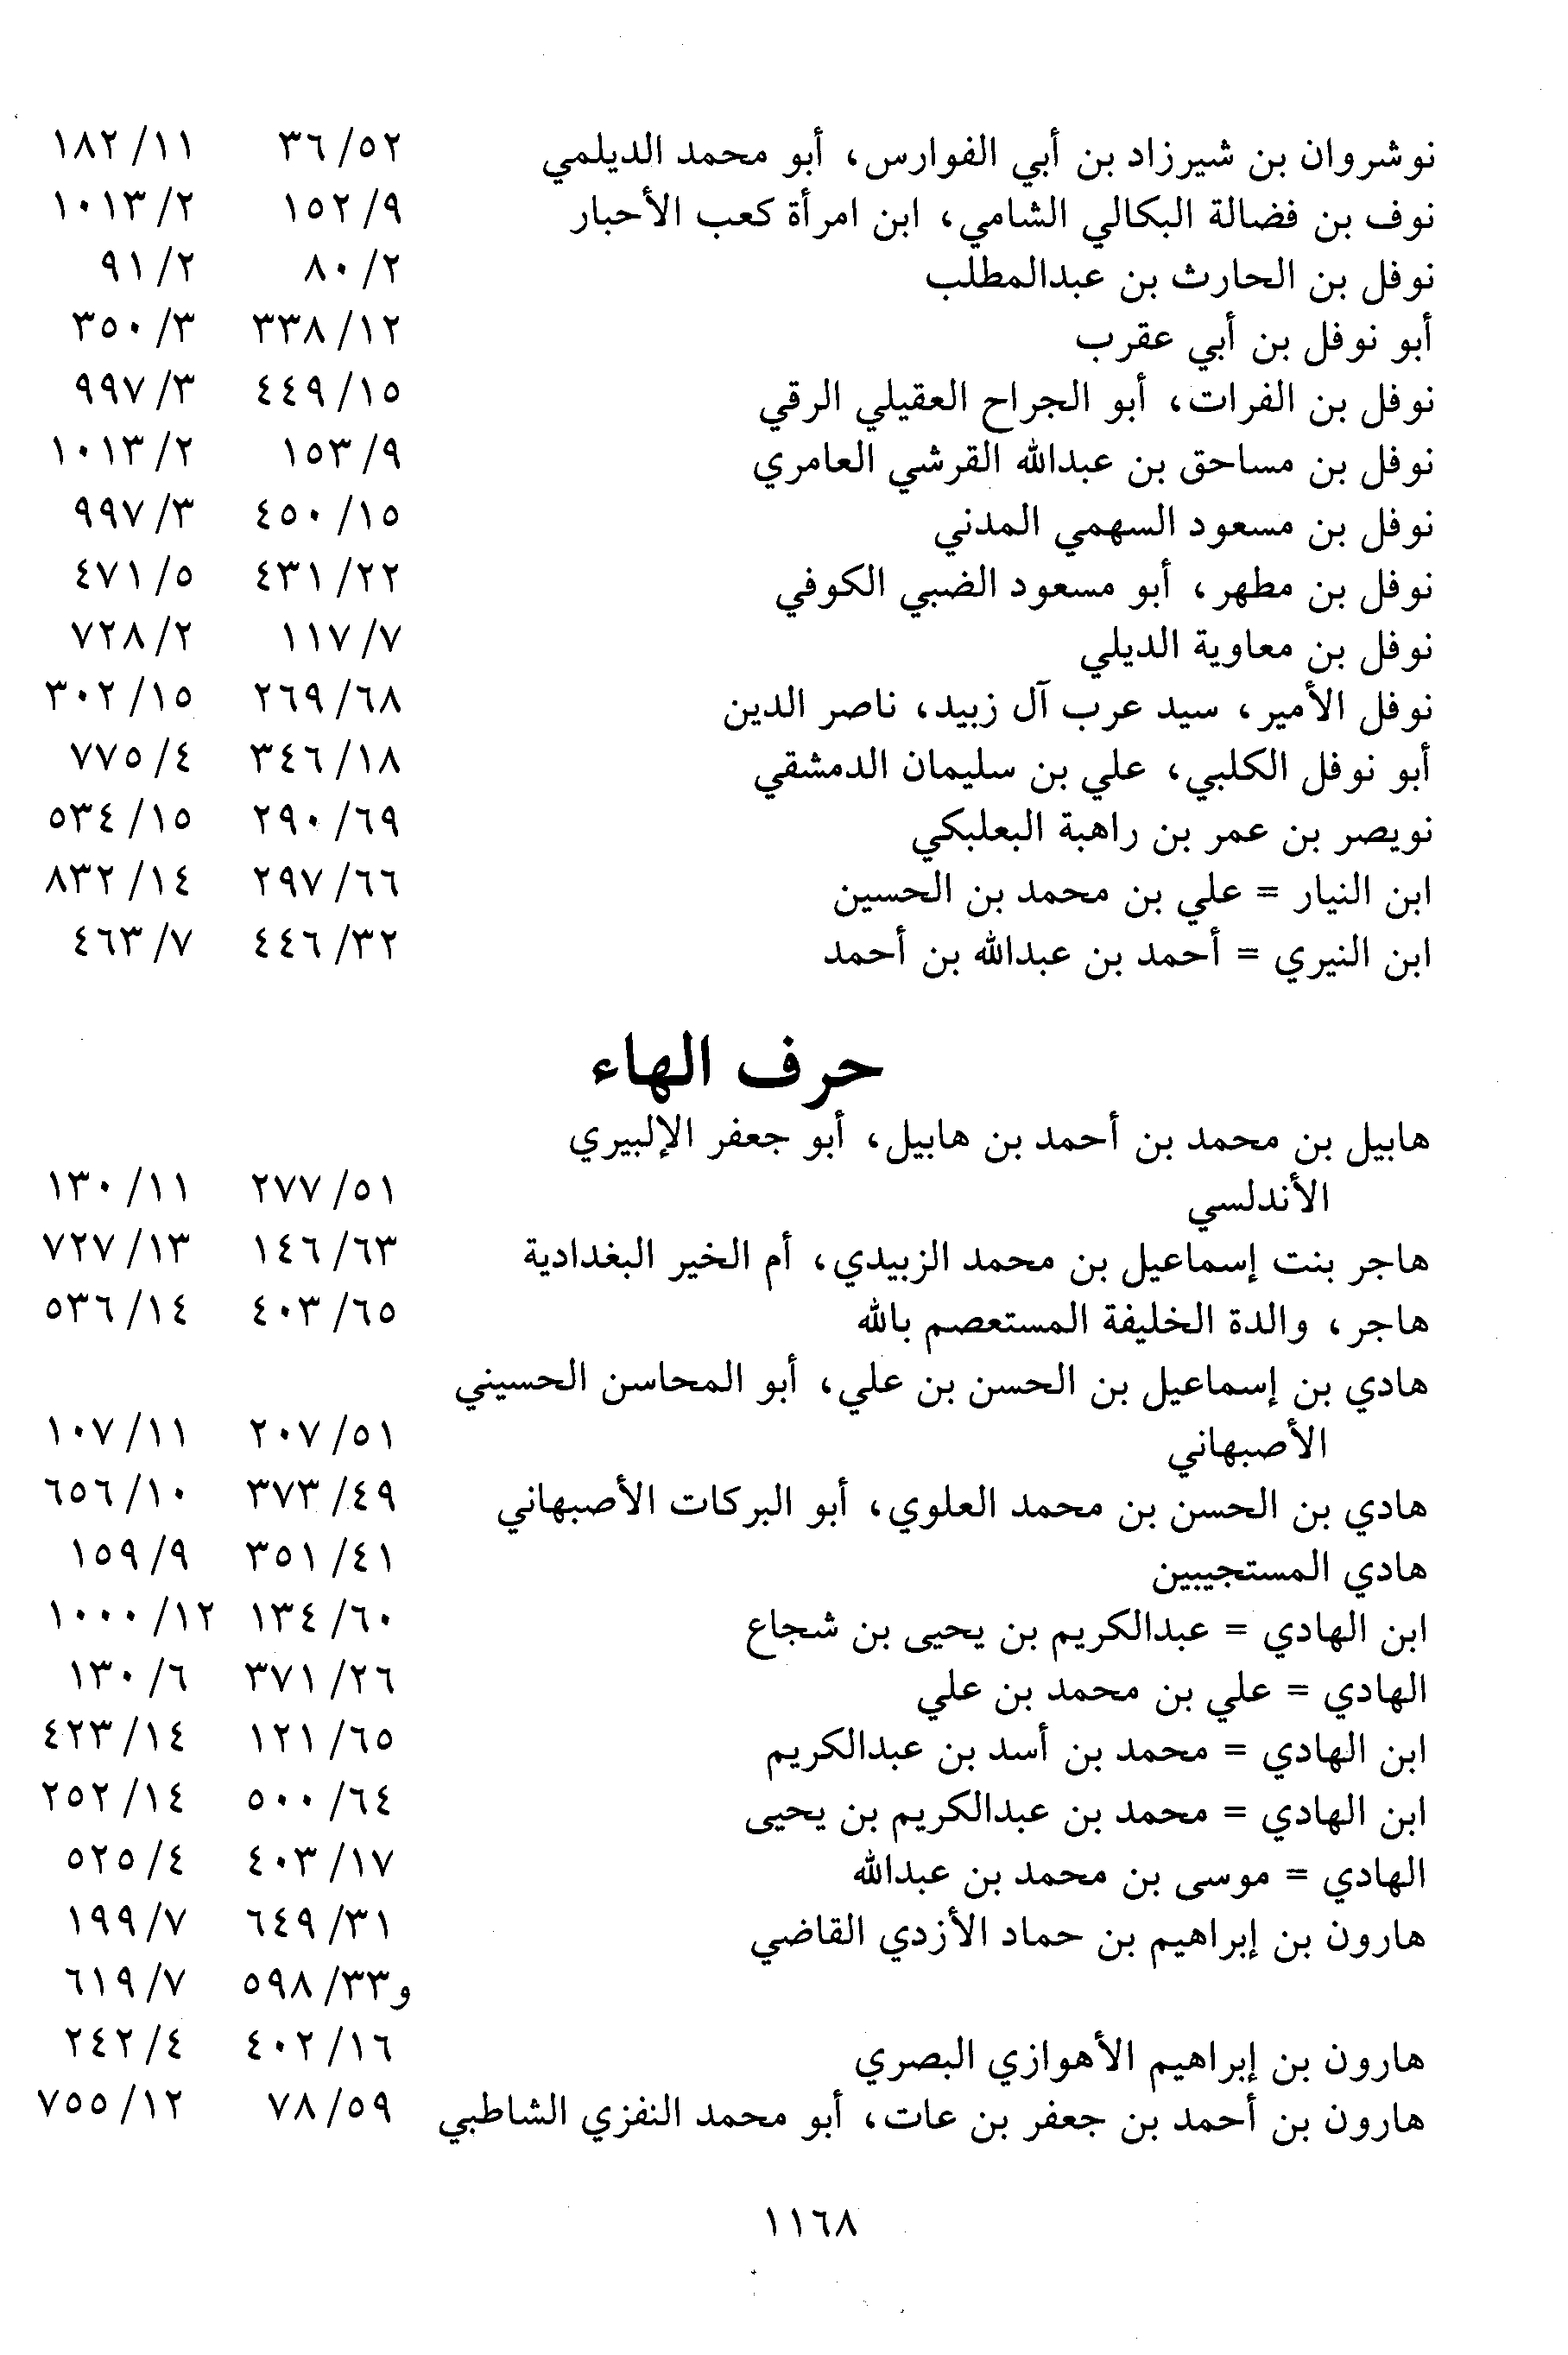 نوشروان بن شيرزاد بن أبي الفوارس، أبو محمد الديلمي ٣٦/٥٢ ١٨٢/١١
نوف بن فضالة البكالي الشامي، ابن امرأة كعب الأحبار ١٥٢/٩ ١٠١٣/٢
نوفل بن الحارث بن عبدالمطلب ٨٠/٢ ٩١/٢
أبو نوفل بن أبي عقرب ٣٣٨/١٢ ٣٥٠/٣
نوفل بن الفرات، أبو الجراح العقيلي الرقي ٤٤٩/١٥ ٩٩٧/٣
نوفل بن مساحق بن عبدالله القرشي العامري ١٥٣/٩ ١٠١٣/٢
نوفل بن مسعود السهمي المدني ٤٥٠/١٥ ٩٩٧/٣
نوفل بن مطهر، أبو مسعود الضبي الكوفي ٤٣١/٢٢ ٤٧١/٥
نوفل بن معاوية الديلي ١١٧/٧ ٧٢٨/٢
نوفل الأمير، سيد عرب آل زبيد، ناصر الدين ٢٦٩/٦٨ ٣٠٢/١٥
أبو نوفل الكلبي، علي بن سليمان الدمشقي ٣٤٦/١٨ ٧٧٥/٤
نويصر بن عمر بن راهبة البعلبكي ٢٩٠/٦٩ ٥٣٤/١٥
ابن النيار = علي بن محمد بن الحسين ٢٩٧/٦٦ ٨٣٢/١٤
ابن النيري = أحمد بن عبدالله بن أحمد ٤٤٦/٣٢ ٤٦٣/٧
حرف الهاء
هابيل بن محمد بن أحمد بن هابيل، أبو جعفر الإلبيري
الأندلسي ٢٧٧/٥١ ١٣٠/١١
هاجر بنت إسماعيل بن محمد الزبيدي، أم الخير البغدادية ١٤٦/٦٣ ٧٢٧/١٣
هاجر، والدة الخليفة المستعصم بالله ٤٠٣/٦٥ ٥٣٦/١٤
هادي بن إسماعيل بن الحسن بن علي، أبو المحاسن الحسيني
الأصبهاني ٢٠٧/٥١ ١٠٧/١١
هادي بن الحسن بن محمد العلوي، أبو البركات الأصبهاني ٣٧٣/٤٩ ٦٥٦/١٠
هادي المستجيبين ٣٥١/٤١ ١٥٩/٩
ابن الهادي = عبدالكريم بن يحيى بن شجاع ١٣٤/٦٠ ١٠٠٠/١٢
الهادي = علي بن محمد بن علي ٣٧١/٢٦ ١٣٠/٦
ابن الهادي = محمد بن أسد بن عبدالكريم ١٢١/٦٥ ٤٢٣/١٤
ابن الهادي = محمد بن عبدالكريم بن يحيى ٥٠٠/٦٤ ٢٥٢/١٤
الهادي = موسى بن محمد بن عبدالله ٤٠٣/١٧ ٥٢٥/٤
هارون بن إبراهيم بن حماد الأزدي القاضي ٦٤٩/٣١ ١٩٩/٧
و٥٩٨/٣٣ ٦١٩/٧
هارون بن إبراهيم الأهوازي البصري ٤٠٢/١٦ ٢٤٢/٤
هارون بن أحمد بن جعفر بن عات، أبو محمد النفزي الشاطبي ٧٨/٥٩ ٧٥٥/١٢
١١٦٨